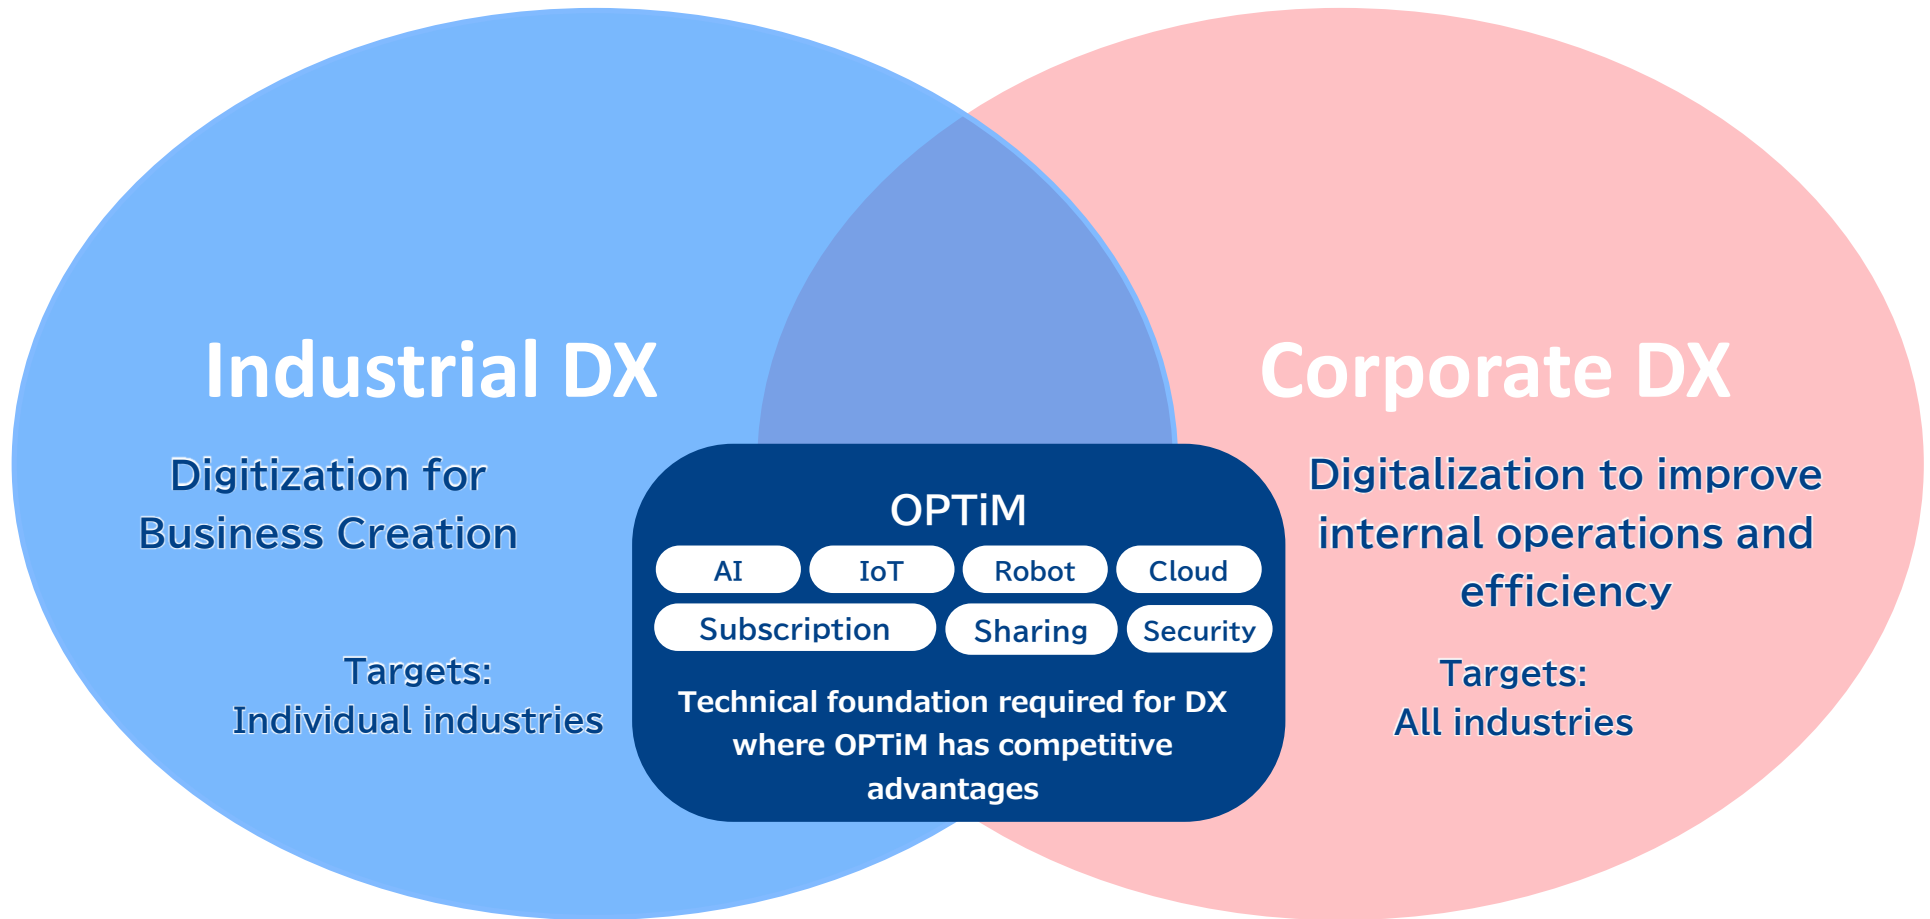 Industrial DX
Digitization for
Business Creation
Targets:
Individual industries
OPTiM
AI
IoT
Robot
Cloud
Subscription
Sharing
Security
Technical foundation required for DX
where OPTiM has competitive
advantages
Corporate DX
Digitalization to improve
internal operations and
efficiency
Targets:
All industries